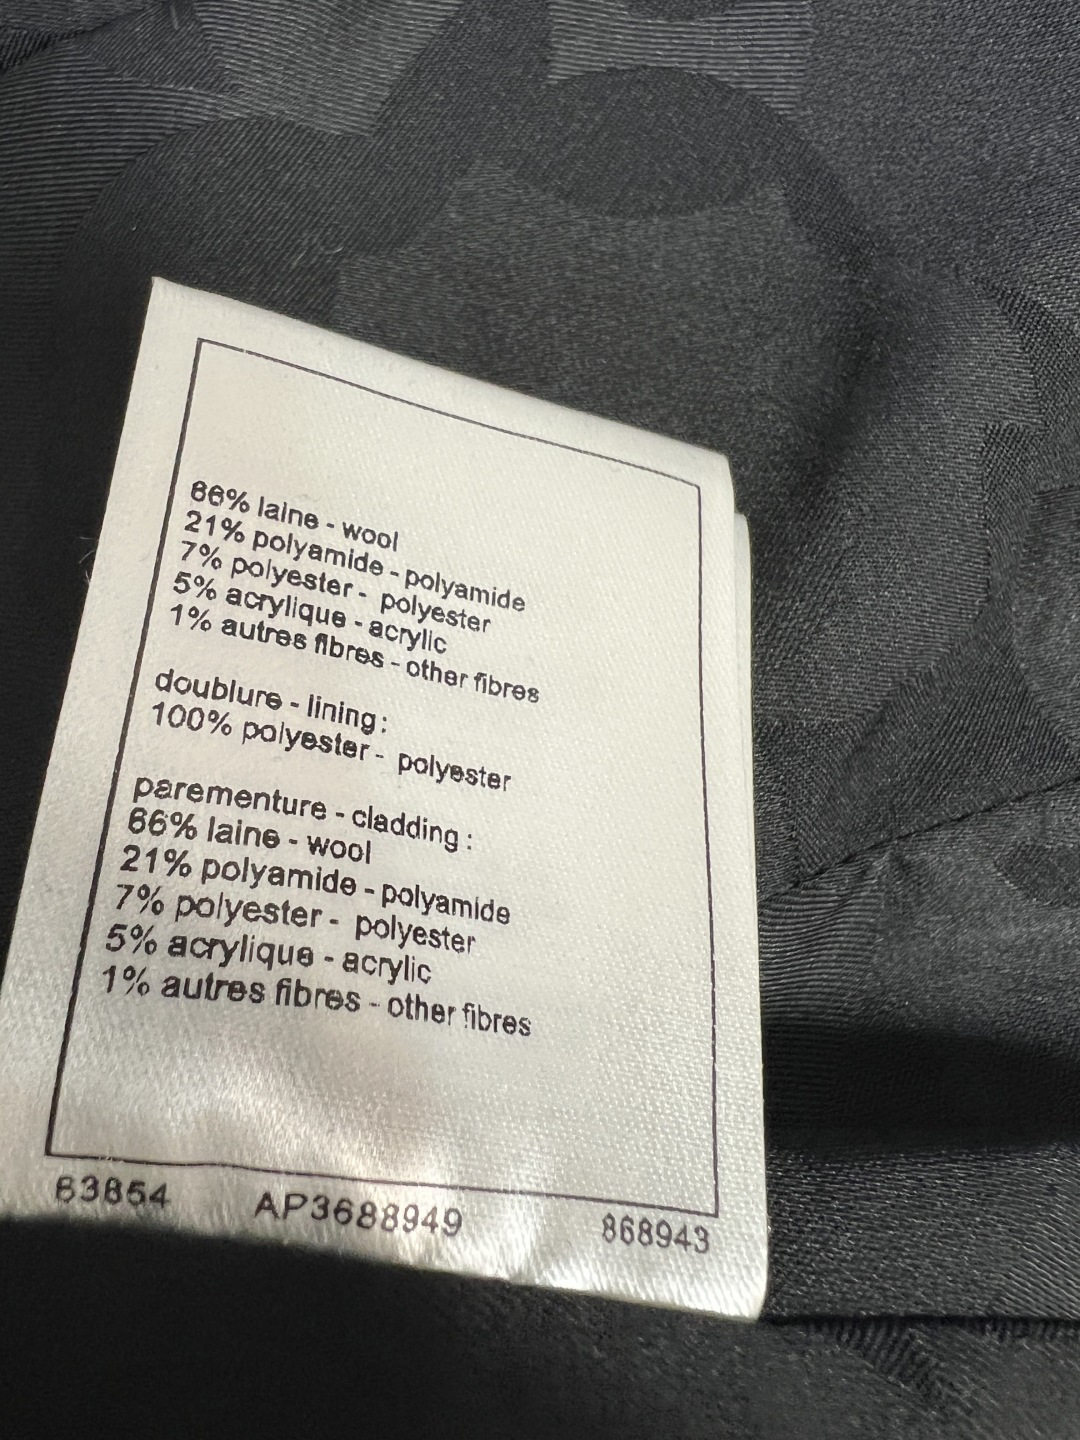 66% laine - wool
21% polyamide - polyamide
7% polyester - polyester
5% acrylique - acrylic
1% autres fibres - other fibres
doublure - lining :
100% polyester - polyester
parementure - cladding :
66% laine - wool
21% polyamide - polyamide
7% polyester - polyester
5% acrylique - acrylic
1% autres fibres - other fibres
AP3688949 868943